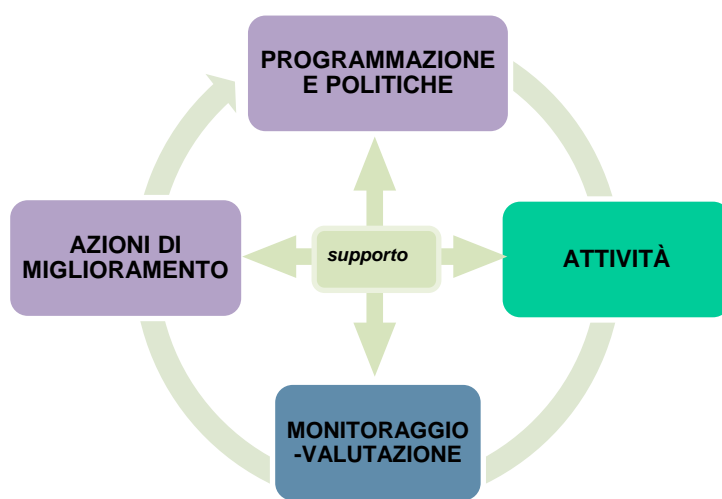 PROGRAMMAZIONE
E POLITICHE
AZIONI DI
MIGLIORAMENTO
supporto
ATTIVITÀ
MONITORAGGIO
-VALUTAZIONE